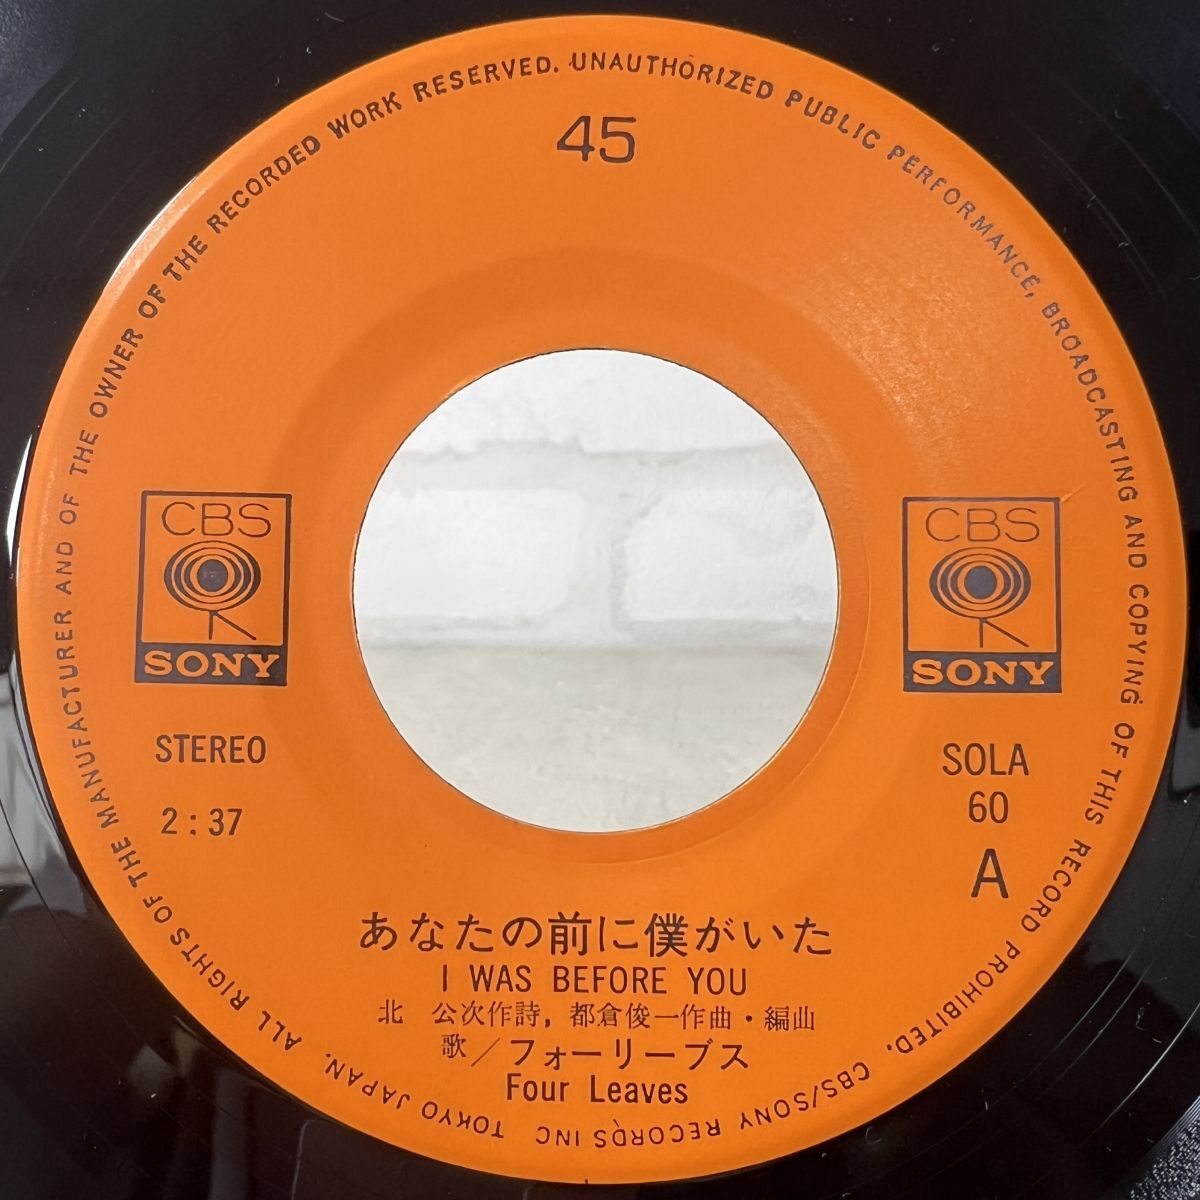 45
ALL RIGHTS OF THE MANUFACTURER AND OF THE OWNER OF THE RECORDED WORK RESERVED. UNAUTHORIZED PUBLIC PERFORMANCE, BROADCASTING AND COPYING OF THIS RECORD PROHIBITED. CBS/SONY RECORDS INC TOKYO JAPAN.
CBS
SONY
CBS
SONY
STEREO
2:37
SOLA
60
A
あなたの前に僕がいた
I WAS BEFORE YOU
北 公次作詩,都倉俊一作曲・編曲
歌／フォーリーブス
Four Leaves